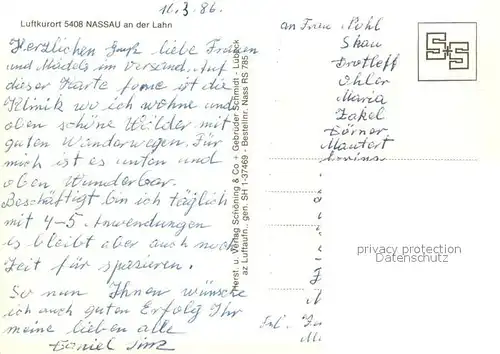 16.3.86.
Luftkurort 5408 NASSAU an der Lahn
Herzlichen Gruß liebe Frauen
und Mädels im Versand. Auf
dieser Karte ist die
Klinik wo ich wohne und
oben schöne Wälder mit
guten Wanderwegen. Für
mich ist es unten und
oben Wunderbar.
Beschäftigt bin ich täglich
mit 4-5. Anwendungen
es bleibt aber auch noch
Zeit für spazieren.
So nun Ihnen wünsche
ich auch guten Erfolg Ihr
meine lieben alle
Daniel
Herst. u. Verlag Schöning & Co + Gebrüder Schmidt - Lübeck
az Luftaufn., gen. SH 1-37469 - Bestellnr. Nass RS 785
an Frau Pohl
Skau
Drotleff
Ohler
Maria
Zakel
Dörner
Mautert
S+S
privacy protection